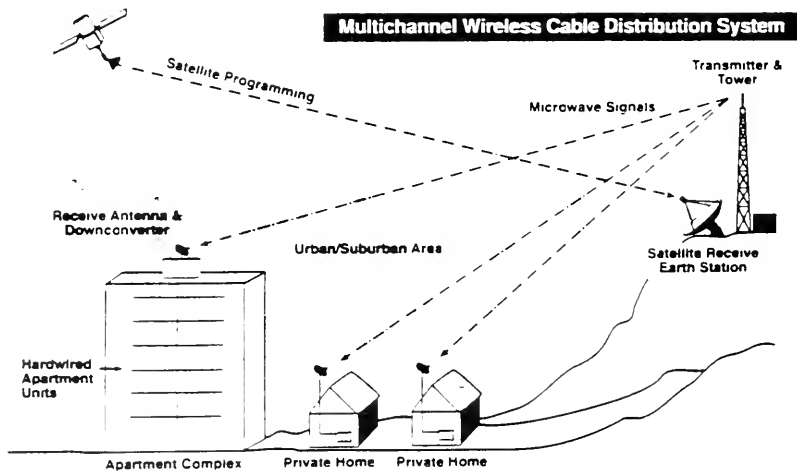 Multichannel Wireless Cable Distribution System
Satellite Programming
Transmitter &
Tower
Microwave Signals
Receive Antenna &
Downconverter
Urban/Suburban Area
Satellite Receive
Earth Station
Hardwired
Apartment
Units
Apartment Complex
Private Home
Private Home